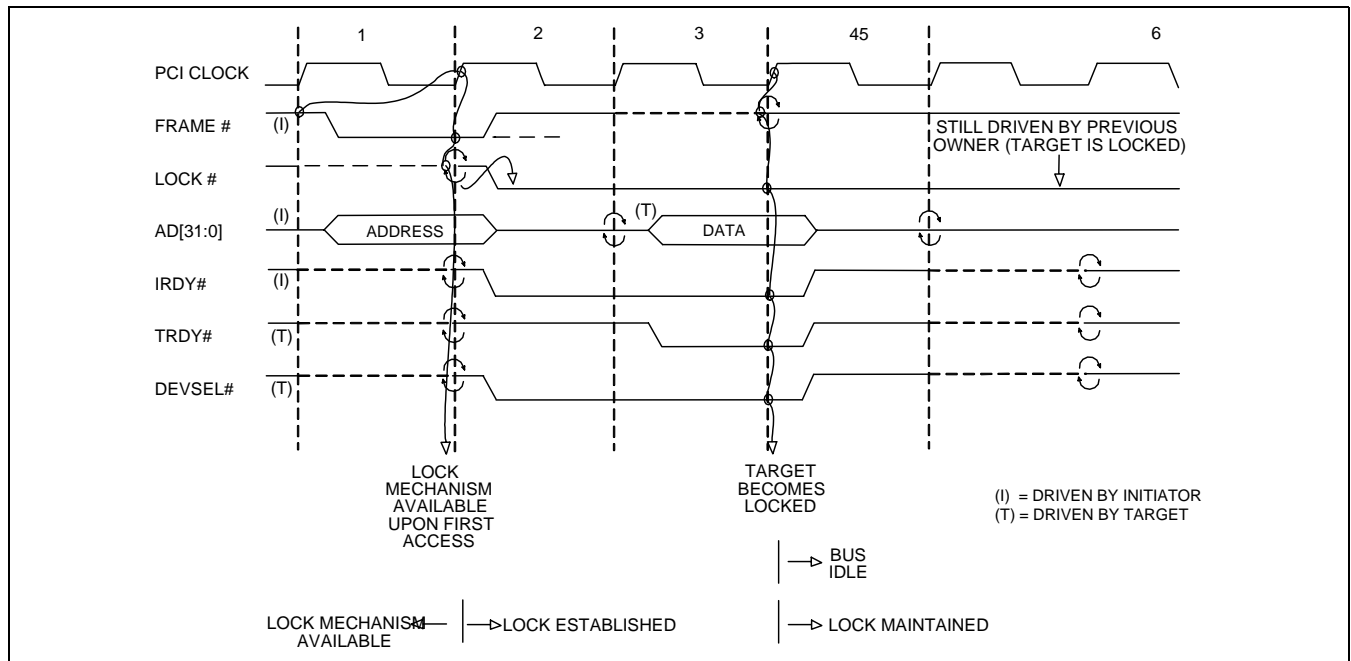 1 2 3 45 6
PCI CLOCK
FRAME # (I)
STILL DRIVEN BY PREVIOUS
OWNER (TARGET IS LOCKED)
LOCK #
AD[31:0] (I) ADDRESS (T) DATA
IRDY# (I)
TRDY# (T)
DEVSEL# (T)
LOCK
MECHANISM
AVAILABLE
UPON FIRST
ACCESS
TARGET
BECOMES
LOCKED
(I) = DRIVEN BY INITIATOR
(T) = DRIVEN BY TARGET
BUS
IDLE
LOCK MECHANISM
AVAILABLE
LOCK ESTABLISHED
LOCK MAINTAINED